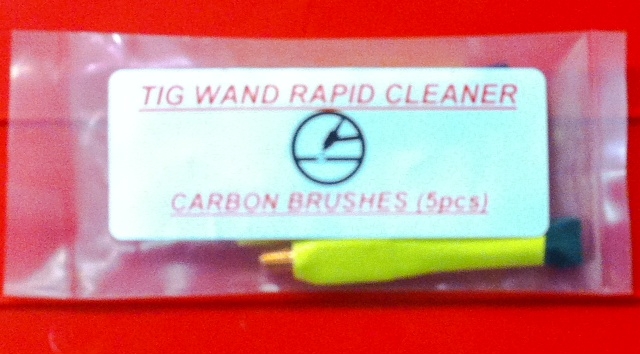 TIG WAND RAPID CLEANER
CARBON BRUSHES (5pcs)